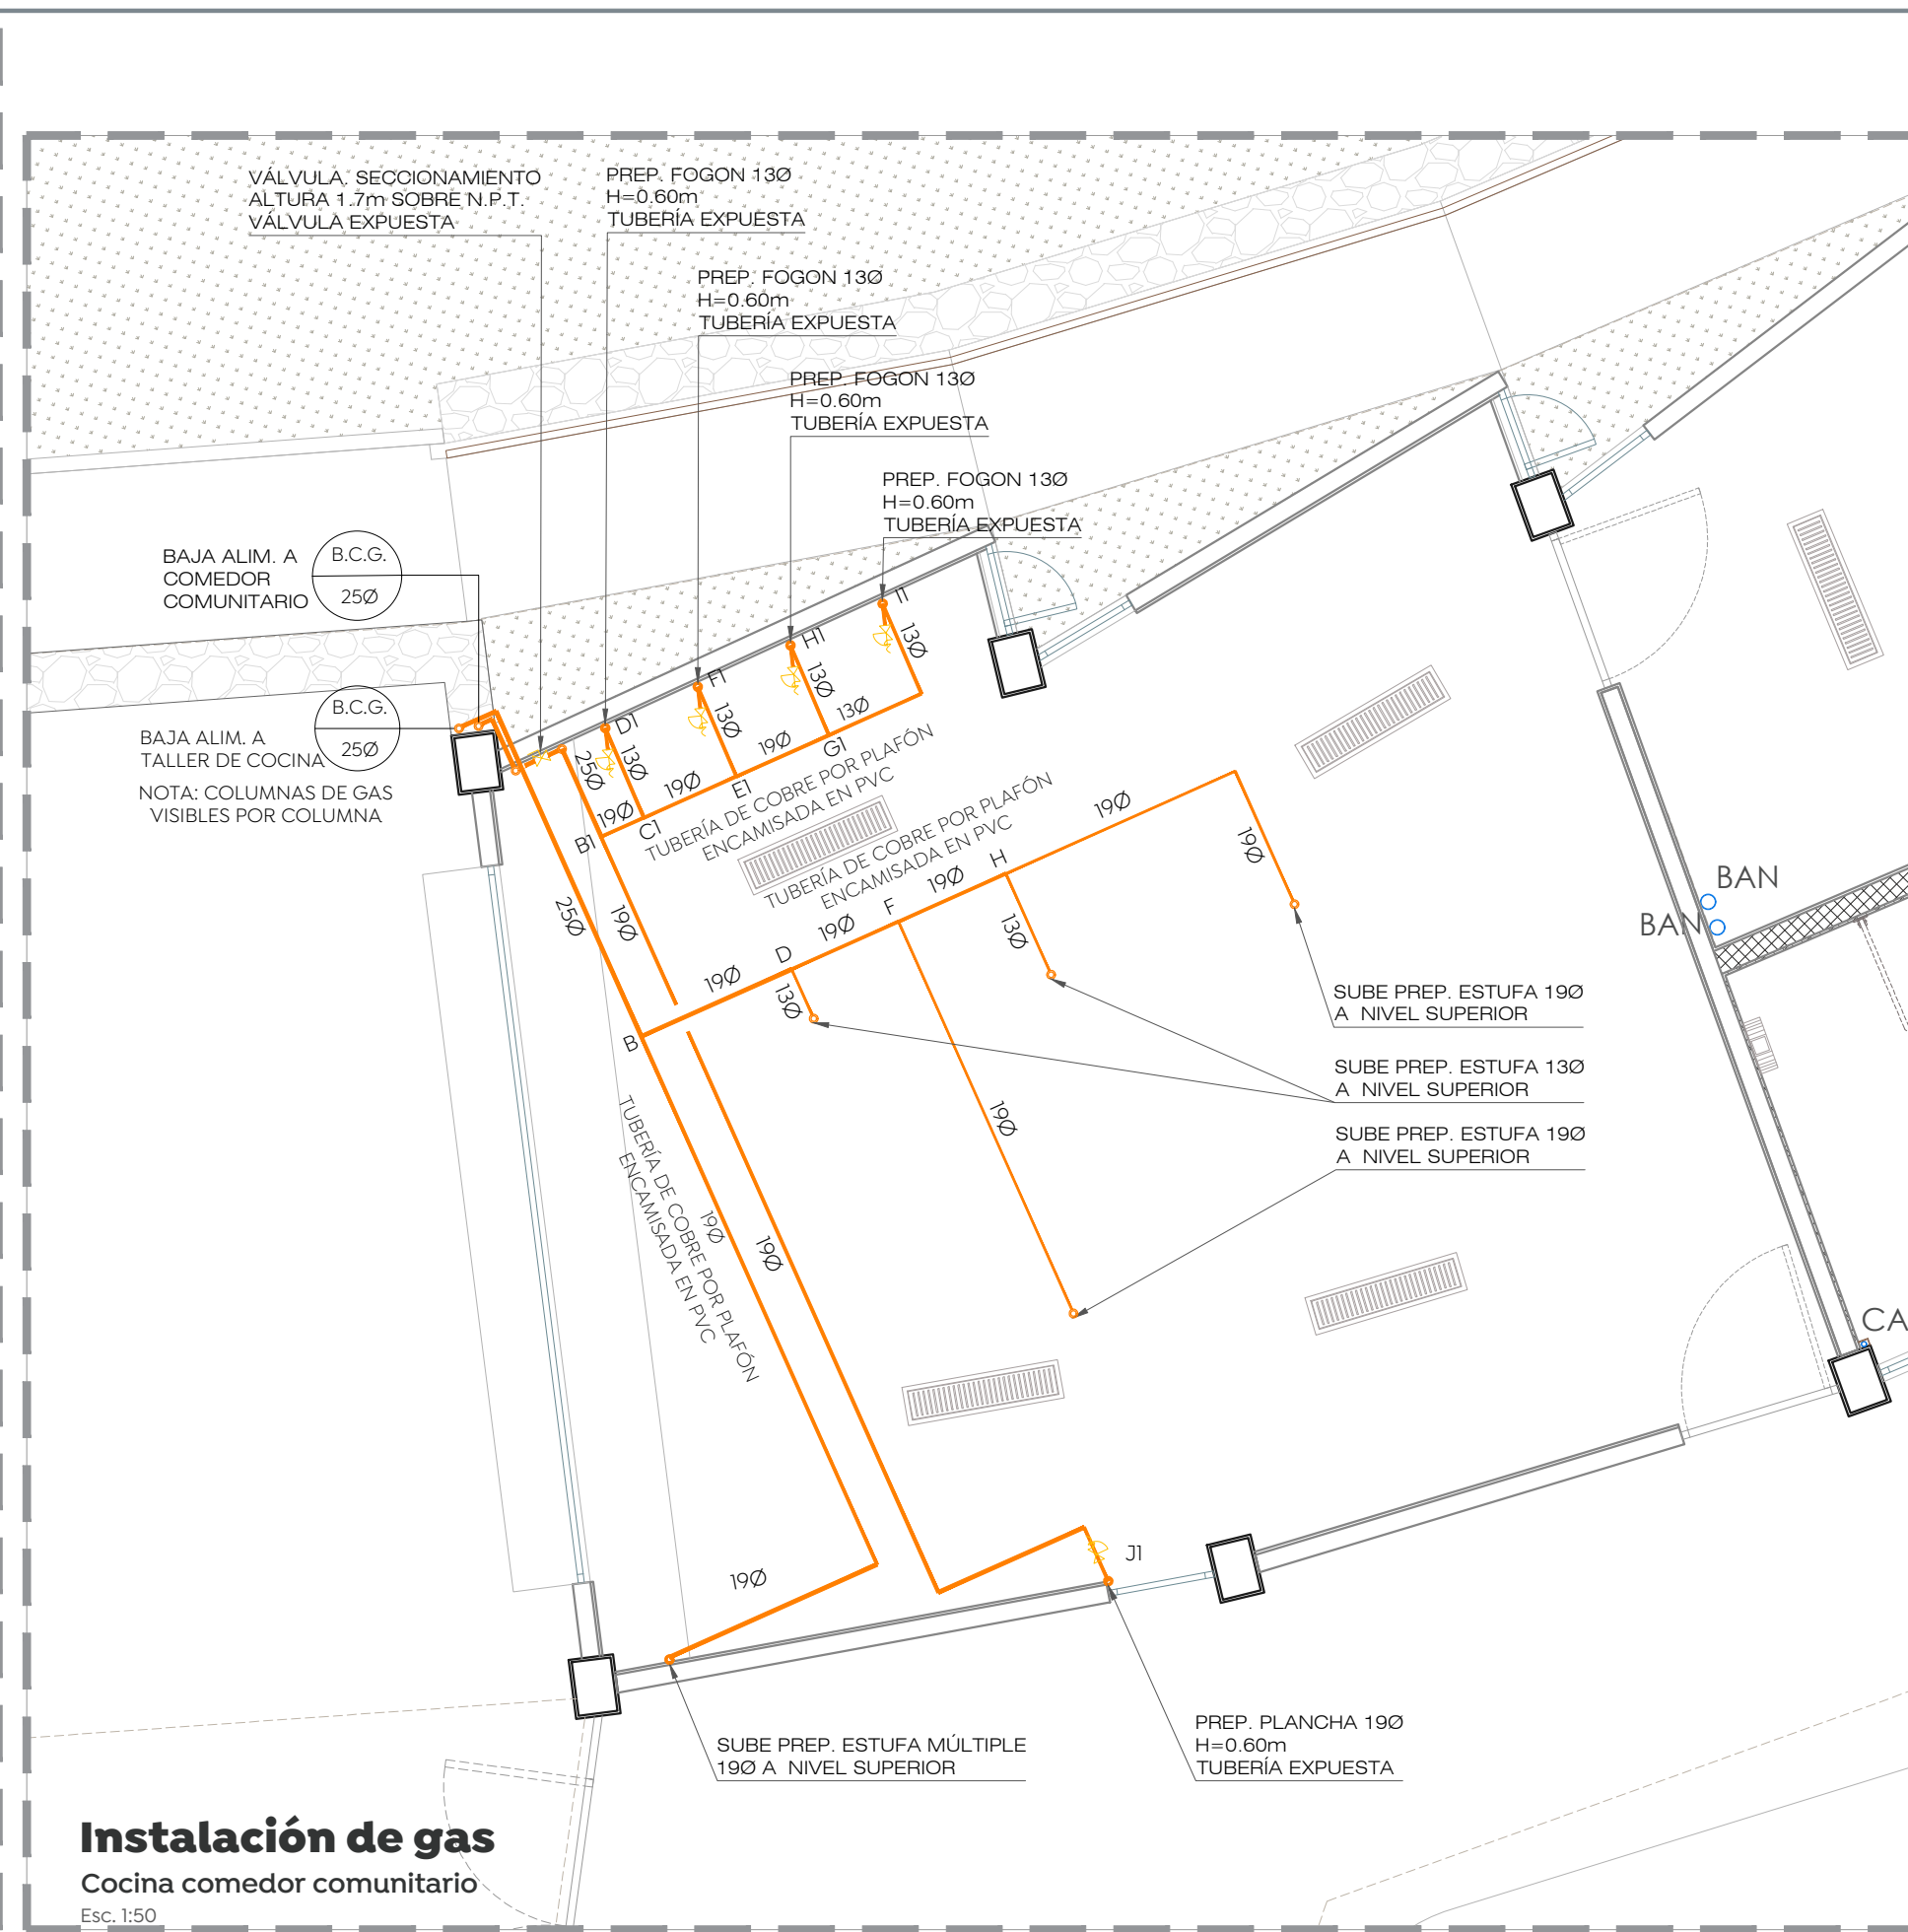 VÁLVULA. SECCIONAMIENTO
ALTURA 1.7m SOBRE N.P.T.
VÁLVULA EXPUESTA
PREP. FOGON 13Ø
H=0.60m
TUBERÍA EXPUESTA
PREP. FOGON 13Ø
H=0.60m
TUBERÍA EXPUESTA
PREP. FOGON 13Ø
H=0.60m
TUBERÍA EXPUESTA
PREP. FOGON 13Ø
H=0.60m
TUBERÍA EXPUESTA
BAJA ALIM. A
COMEDOR
COMUNITARIO
B.C.G.
25Ø
B.C.G.
25Ø
BAJA ALIM. A
TALLER DE COCINA
NOTA: COLUMNAS DE GAS
VISIBLES POR COLUMNA
I1
13Ø
H1
13Ø
13Ø
F1
13Ø
19Ø
G1
D1
13Ø
25Ø
19Ø
E1
19Ø
C1
B1
TUBERÍA DE COBRE POR PLAFÓN
ENCAMISADA EN PVC
TUBERÍA DE COBRE POR PLAFÓN
ENCAMISADA EN PVC
19Ø
19Ø
H
19Ø
F
19Ø
D
19Ø
13Ø
13Ø
25Ø
19Ø
B
BAN
BAN
SUBE PREP. ESTUFA 19Ø
A NIVEL SUPERIOR
SUBE PREP. ESTUFA 13Ø
A NIVEL SUPERIOR
SUBE PREP. ESTUFA 19Ø
A NIVEL SUPERIOR
19Ø
TUBERÍA DE COBRE POR PLAFÓN
ENCAMISADA EN PVC
19Ø
19Ø
CA
J1
19Ø
SUBE PREP. ESTUFA MÚLTIPLE
19Ø A NIVEL SUPERIOR
PREP. PLANCHA 19Ø
H=0.60m
TUBERÍA EXPUESTA
Instalación de gas
Cocina comedor comunitario
Esc. 1:50